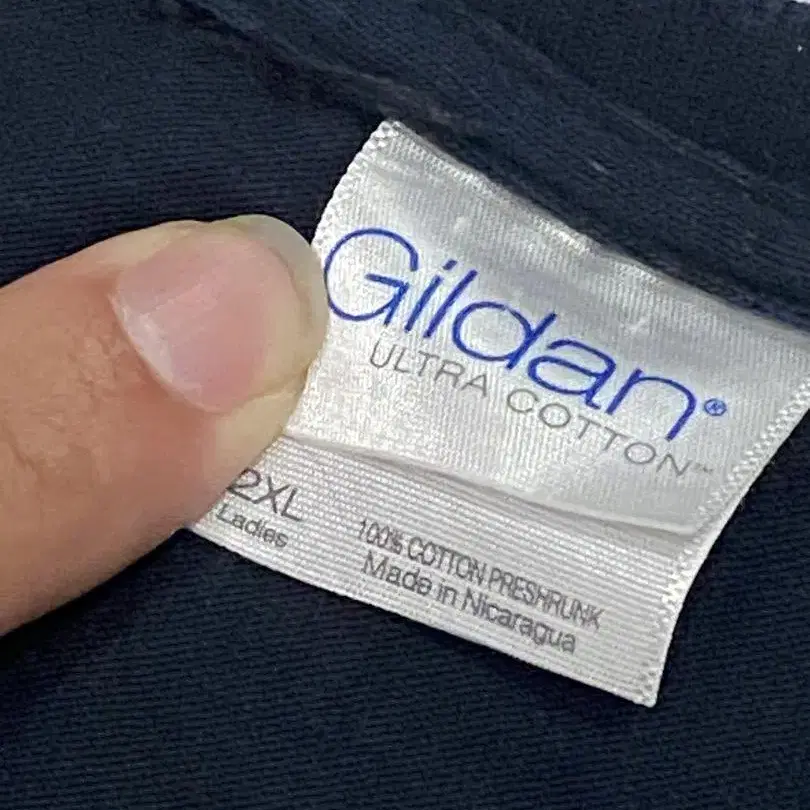 Gildan®
ULTRA COTTON™
2XL
Ladies
100% COTTON PRESHRUNK
Made in Nicaragua